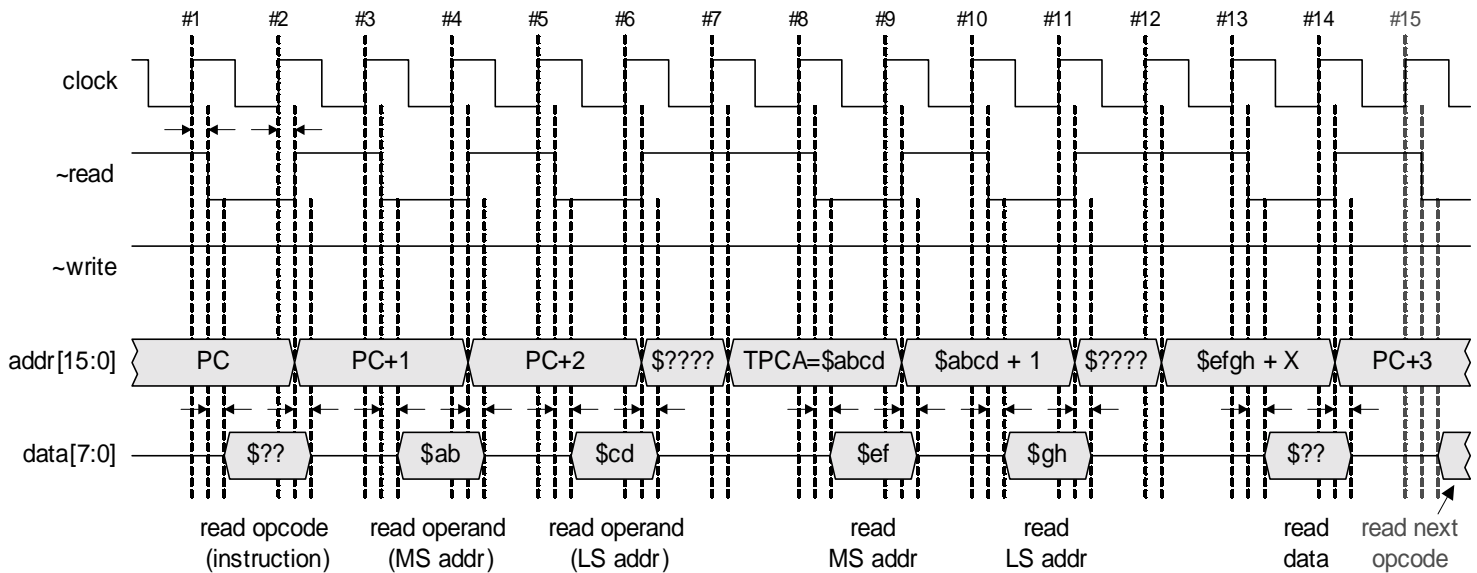 #1 #2 #3 #4 #5 #6 #7 #8 #9 #10 #11 #12 #13 #14 #15
clock
~read
~write
addr[15:0] PC PC+1 PC+2 $???? TPCA=$abcd $abcd + 1 $???? $efgh + X PC+3
data[7:0] $?? $ab $cd $ef $gh $??
read opcode read operand read operand read read read read next
(instruction) (MS addr) (LS addr) MS addr LS addr data opcode